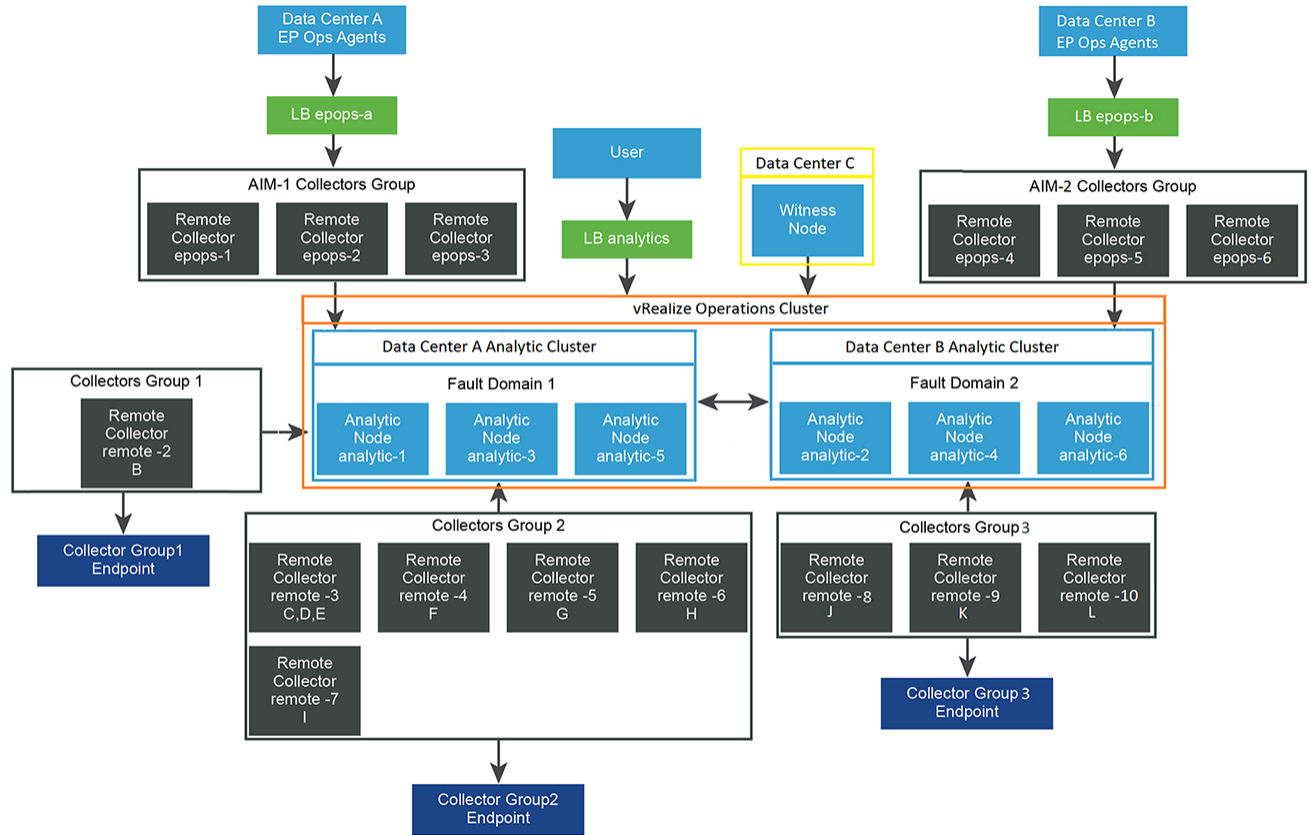 Data Center A
EP Ops Agents
Data Center B
EP Ops Agents
LB epops-a
LB epops-b
User
Data Center C
Witness
Node
LB analytics
AIM-1 Collectors Group
Remote
Collector
epops-1
Remote
Collector
epops-2
Remote
Collector
epops-3
AIM-2 Collectors Group
Remote
Collector
epops-4
Remote
Collector
epops-5
Remote
Collector
epops-6
vRealize Operations Cluster
Data Center A Analytic Cluster
Fault Domain 1
Analytic
Node
analytic-1
Analytic
Node
analytic-3
Analytic
Node
analytic-5
Data Center B Analytic Cluster
Fault Domain 2
Analytic
Node
analytic-2
Analytic
Node
analytic-4
Analytic
Node
analytic-6
Collectors Group 1
Remote
Collector
remote -2
B
Collector Group1
Endpoint
Collectors Group 2
Remote
Collector
remote -3
C,D,E
Remote
Collector
remote -4
F
Remote
Collector
remote -5
G
Remote
Collector
remote -6
H
Remote
Collector
remote -7
I
Collector Group2
Endpoint
Collectors Group 3
Remote
Collector
remote -8
J
Remote
Collector
remote -9
K
Remote
Collector
remote -10
L
Collector Group 3
Endpoint